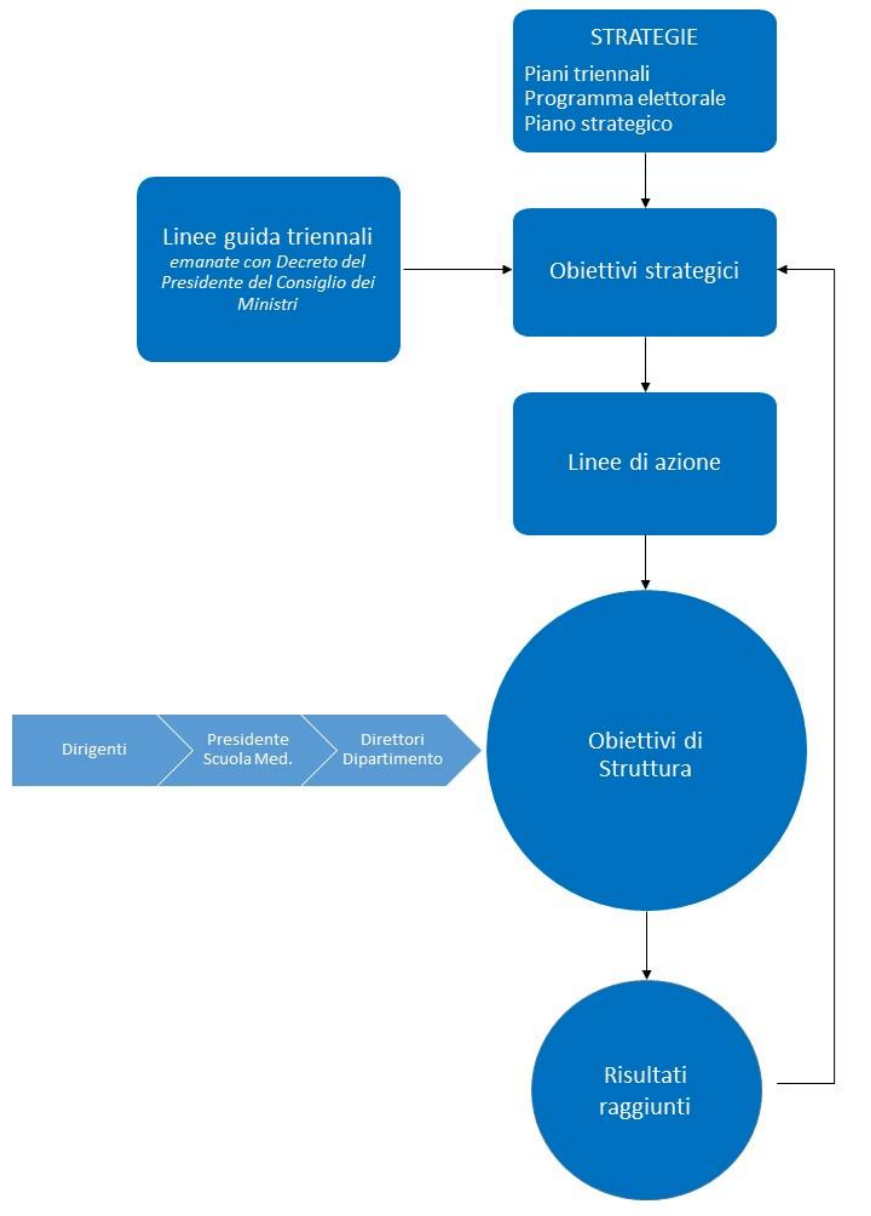 STRATEGIE
Piani triennali
Programma elettorale
Piano strategico
Linee guida triennali
emanate con Decreto del
Presidente del Consiglio dei
Ministri
Obiettivi strategici
Linee di azione
Dirigenti
Presidente
Scuola Med.
Direttori
Dipartimento
Obiettivi di
Struttura
Risultati
raggiunti